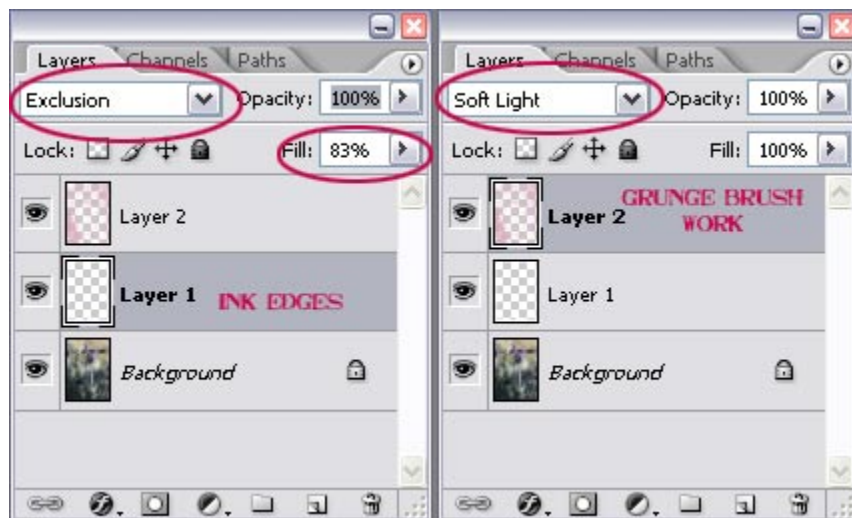 Layers Channels Paths
Exclusion Opacity: 100%
Lock: Fill: 83%
Layer 2
Layer 1 INK EDGES
Background
Layers Channels Paths
Soft Light Opacity: 100%
Lock: Fill: 100%
Layer 2 GRUNGE BRUSH
WORK
Layer 1
Background